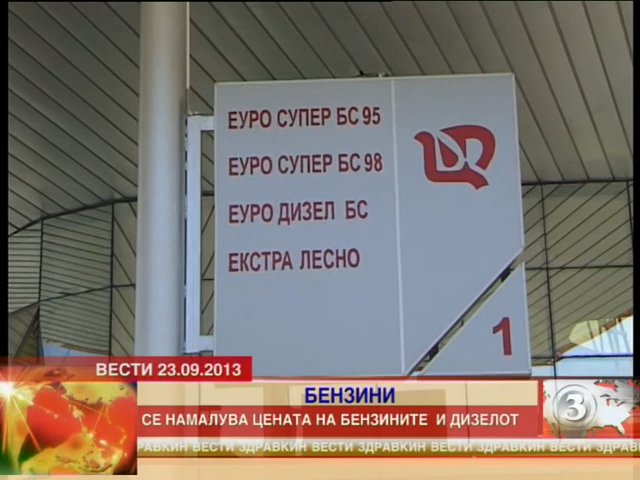 ЕУРО СУПЕР БС 95
ЕУРО СУПЕР БС 98
ЕУРО ДИЗЕЛ БС
ЕКСТРА ЛЕСНО
1
ВЕСТИ 23.09.2013
БЕНЗИНИ
СЕ НАМАЛУВА ЦЕНАТА НА БЕНЗИНИТЕ И ДИЗЕЛОТ
3
ВЕСТИ ЗДРАВКИН ВЕСТИ ЗДРАВКИН ВЕСТИ ЗДРАВКИН ВЕСТИ